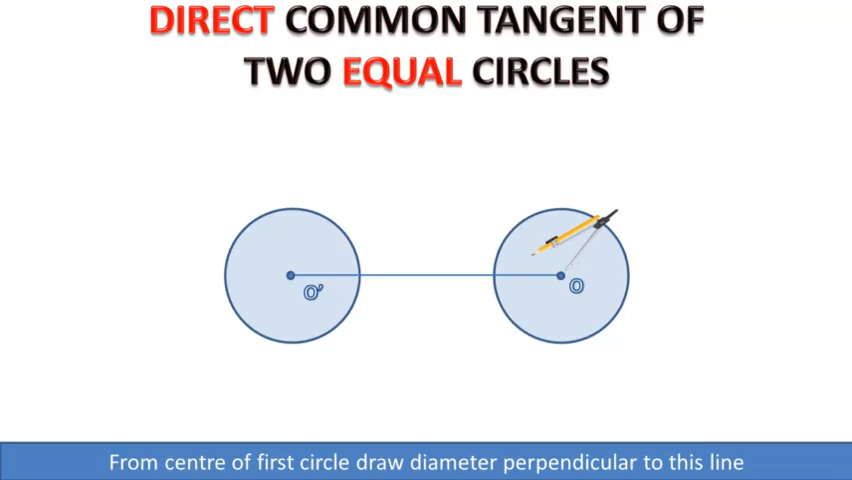 DIRECT COMMON TANGENT OF
TWO EQUAL CIRCLES
O'
O
From centre of first circle draw diameter perpendicular to this line